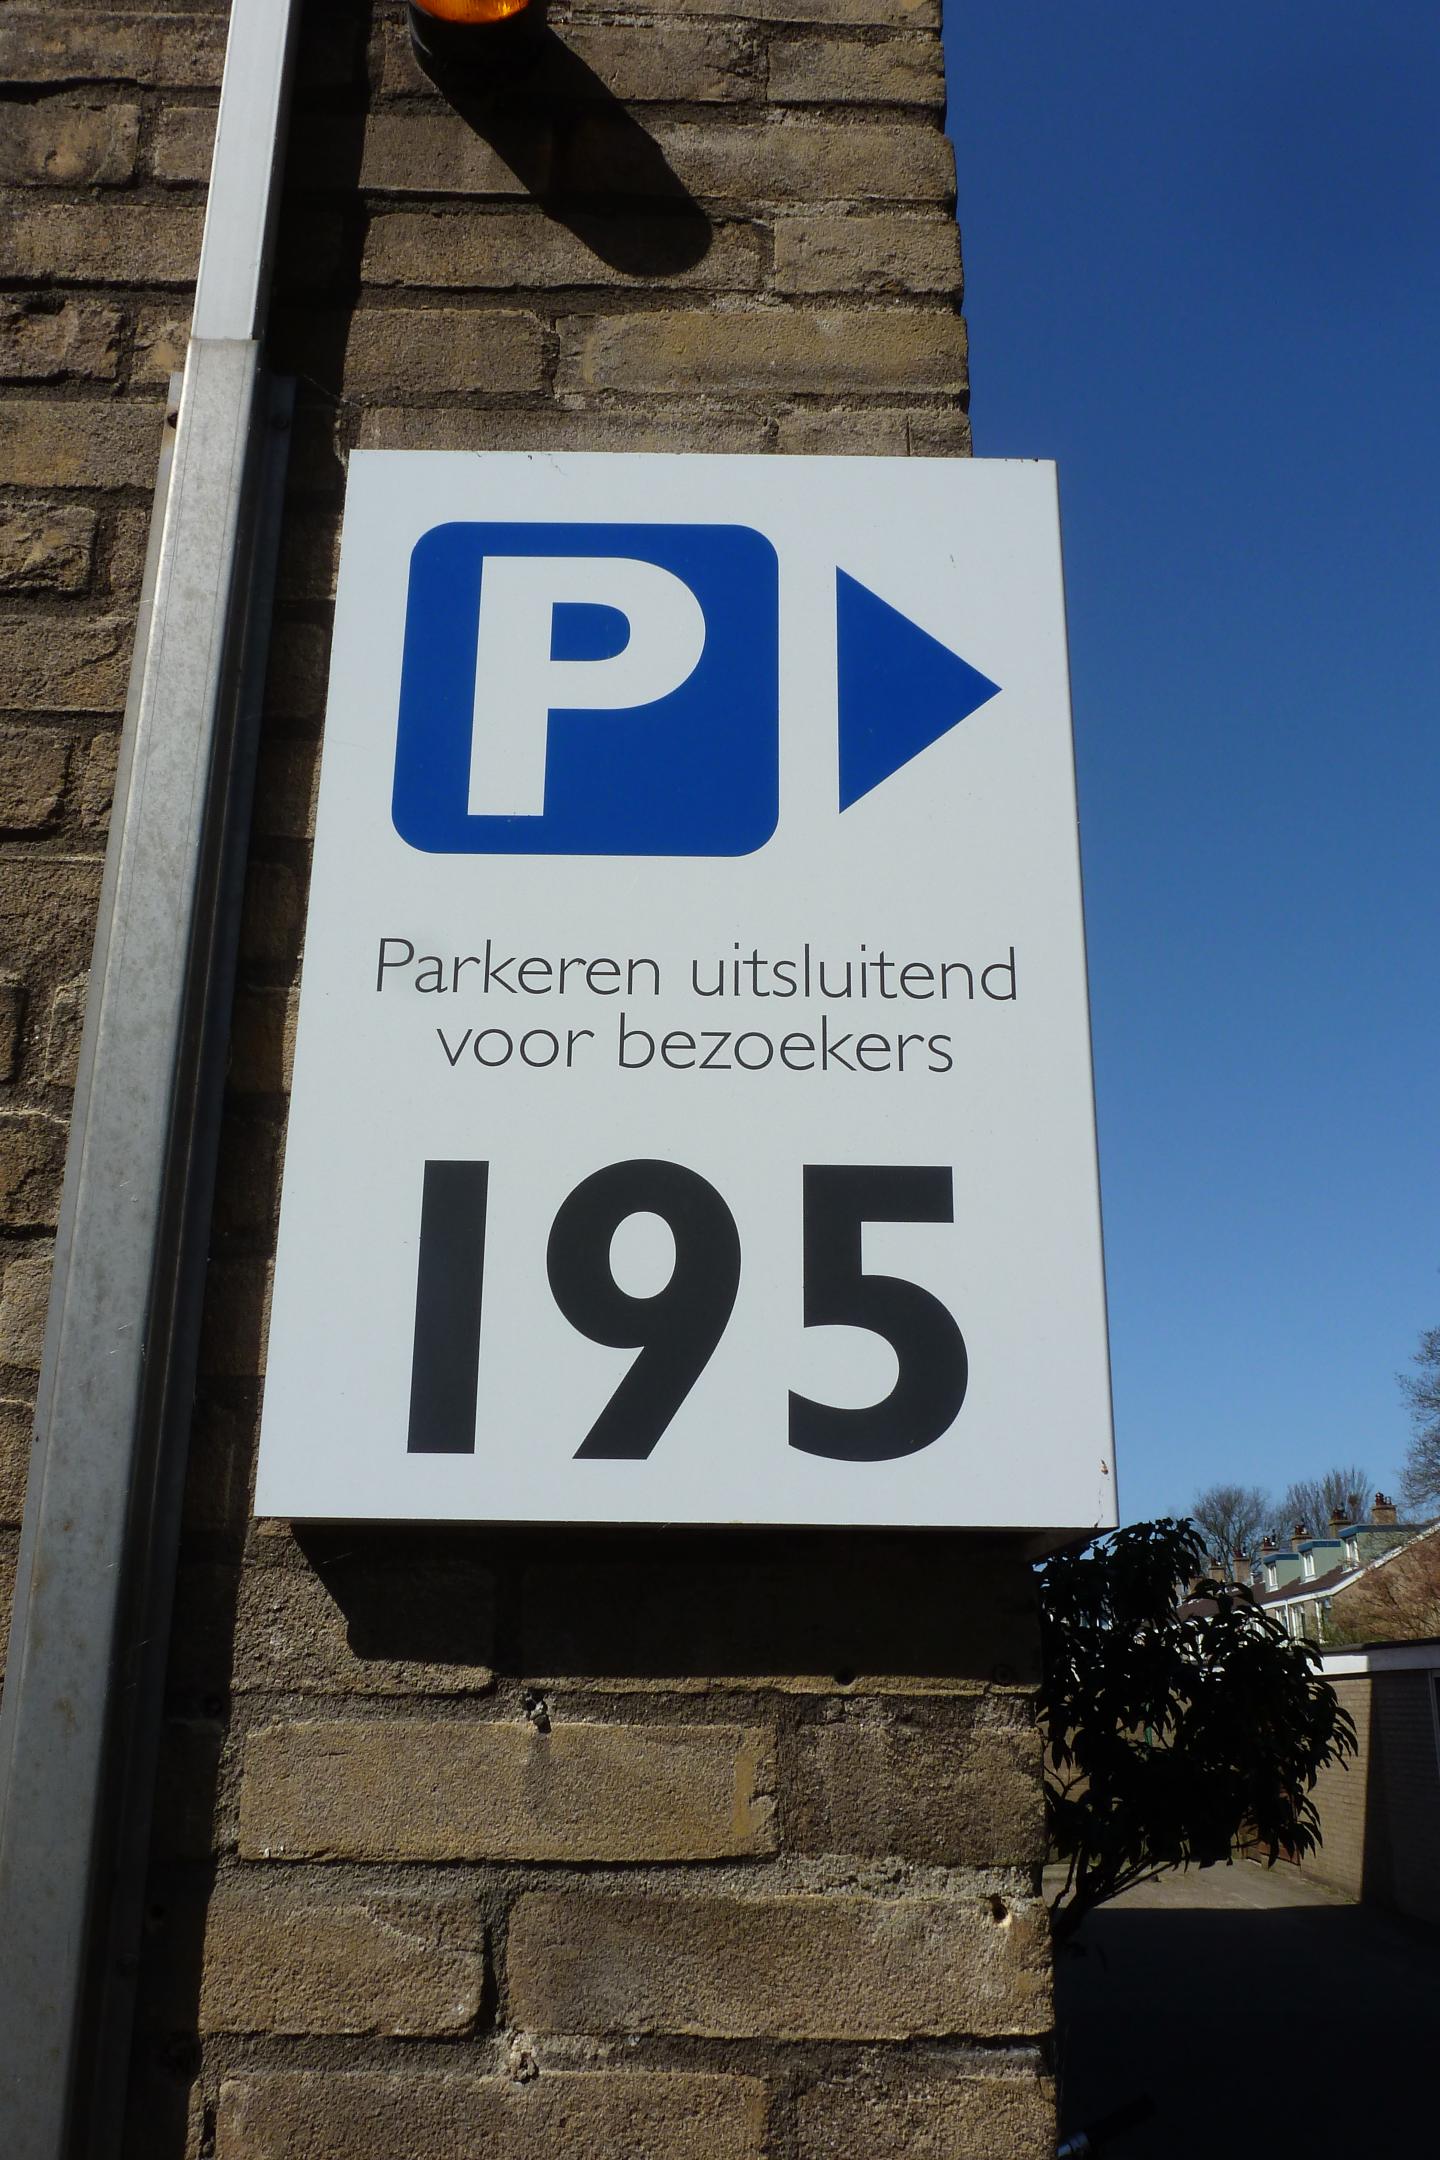 P
Parkeren uitsluitend
voor bezoekers
195